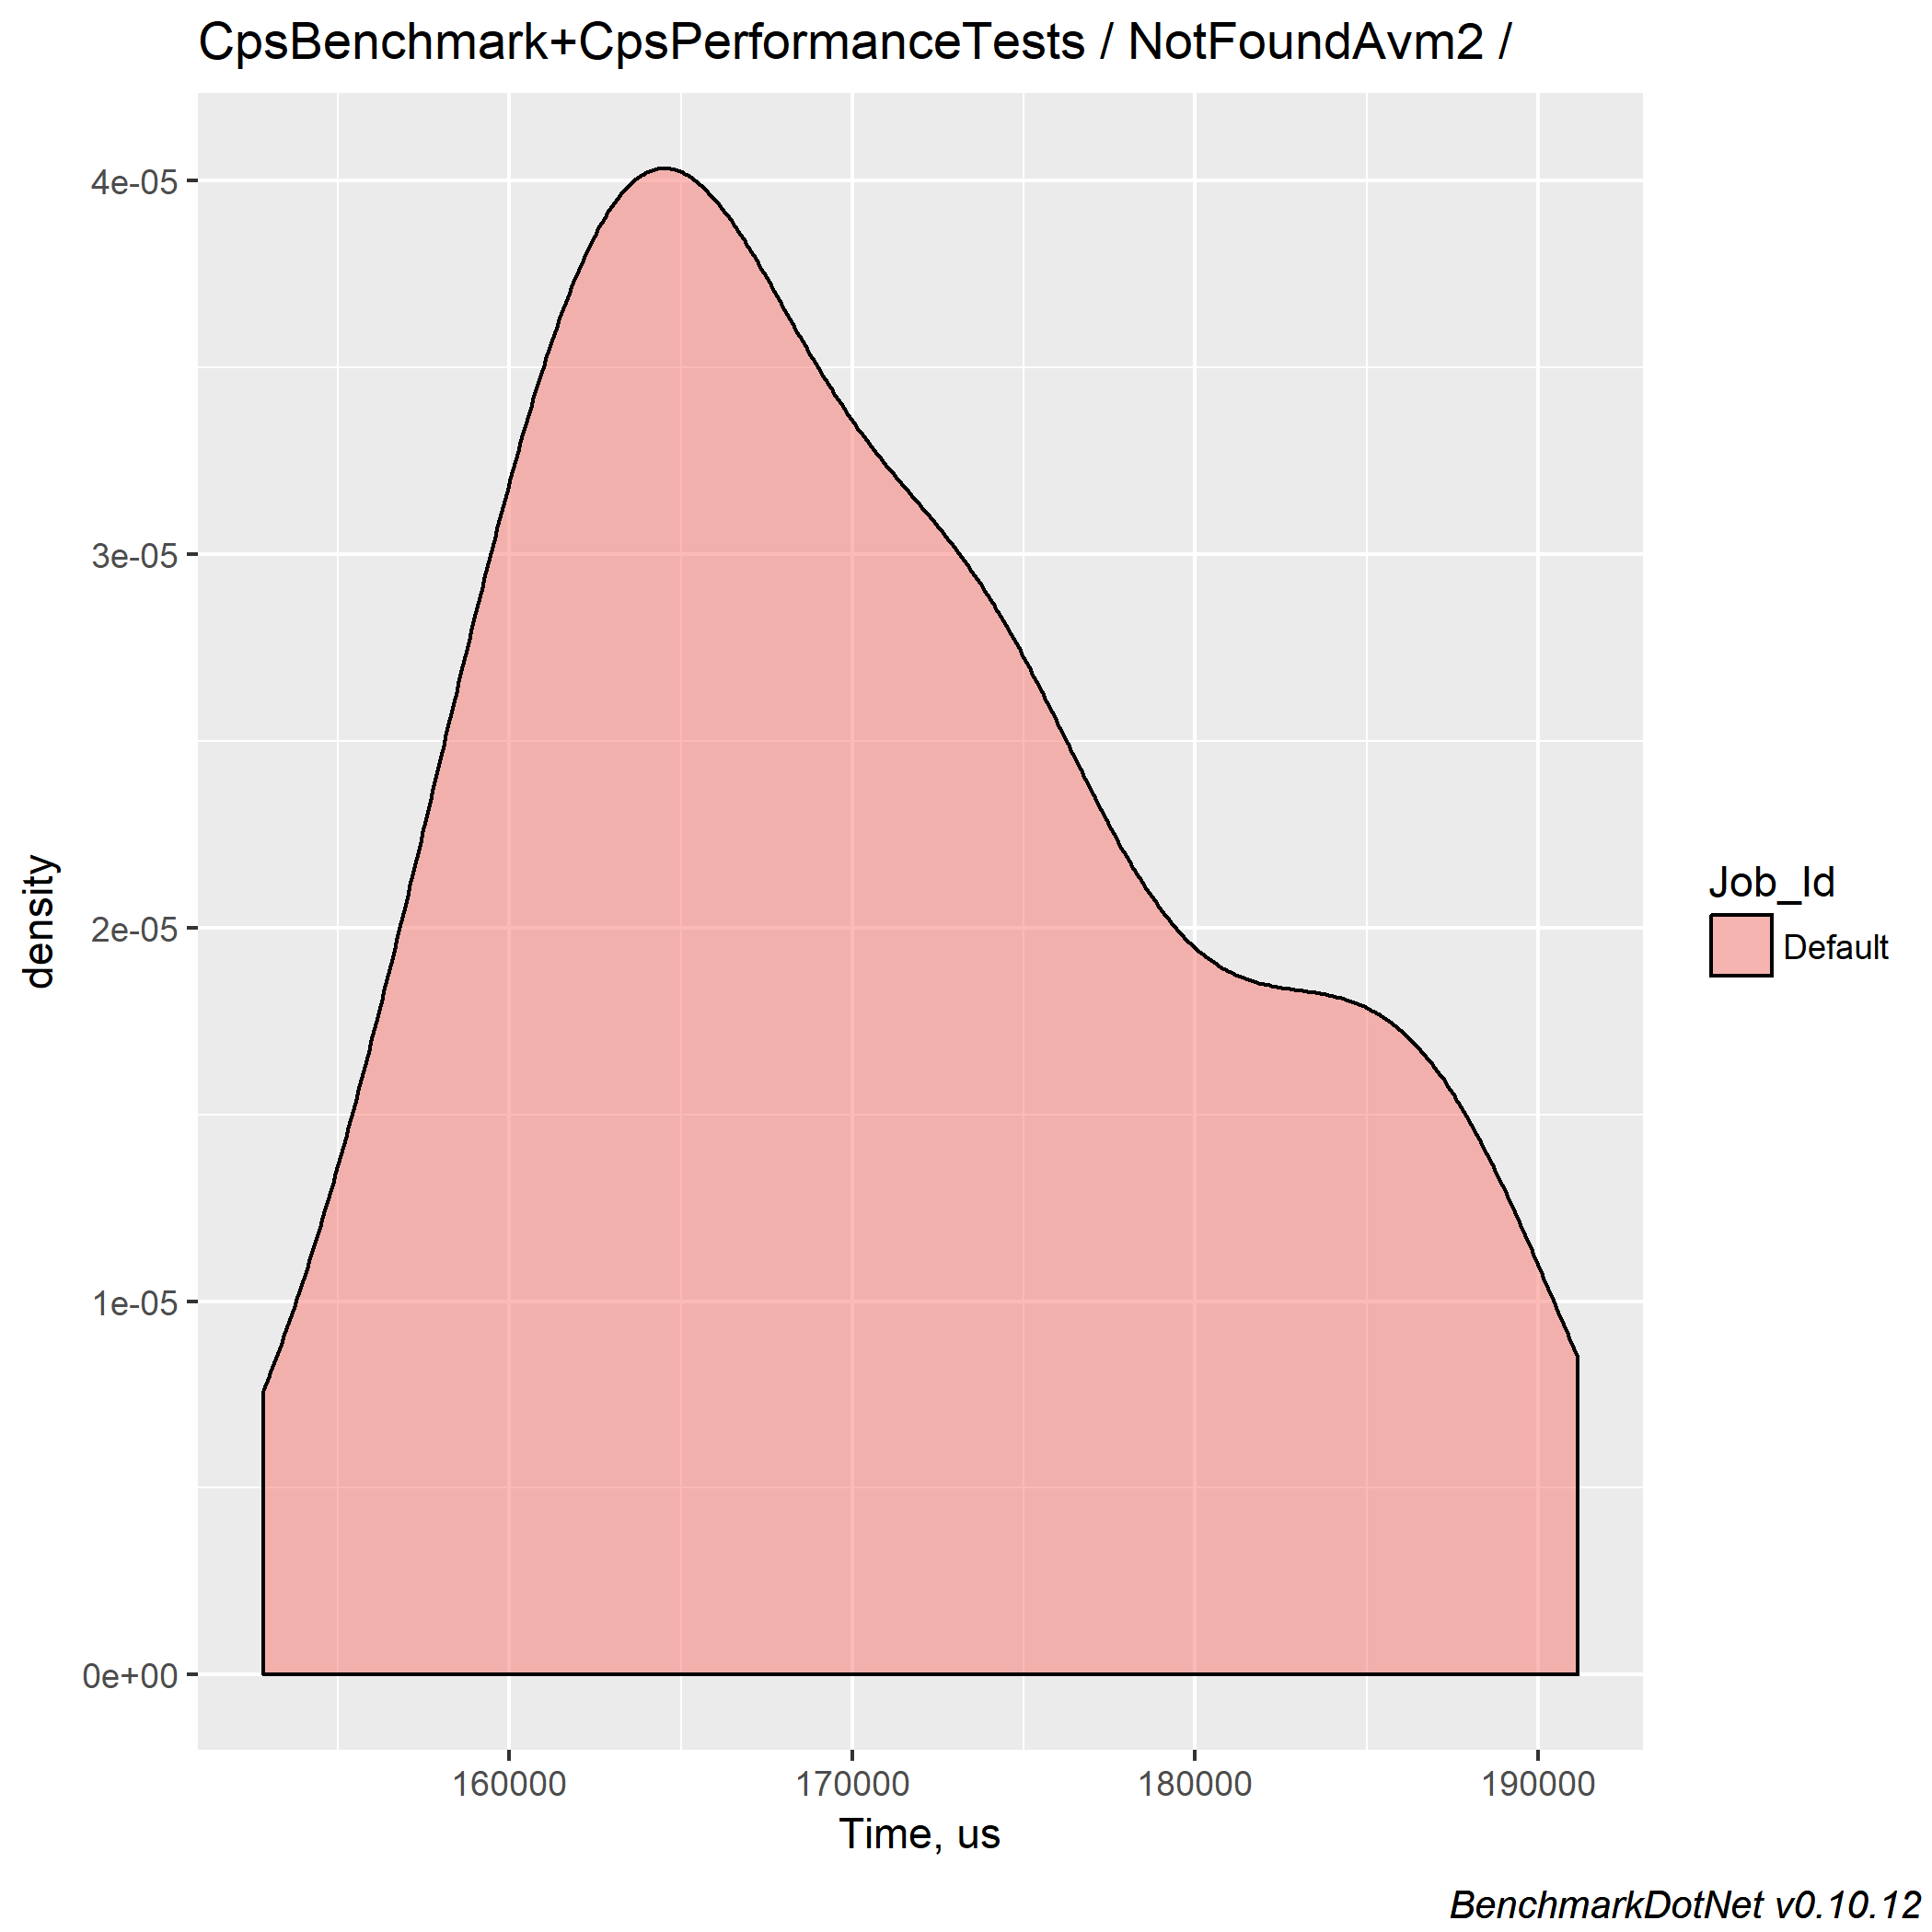 CpsBenchmark+CpsPerformanceTests / NotFoundAvm2 /
4e-05
3e-05
2e-05
1e-05
0e+00
density
160000 170000 180000 190000
Time, us
Job_Id
Default
BenchmarkDotNet v0.10.12